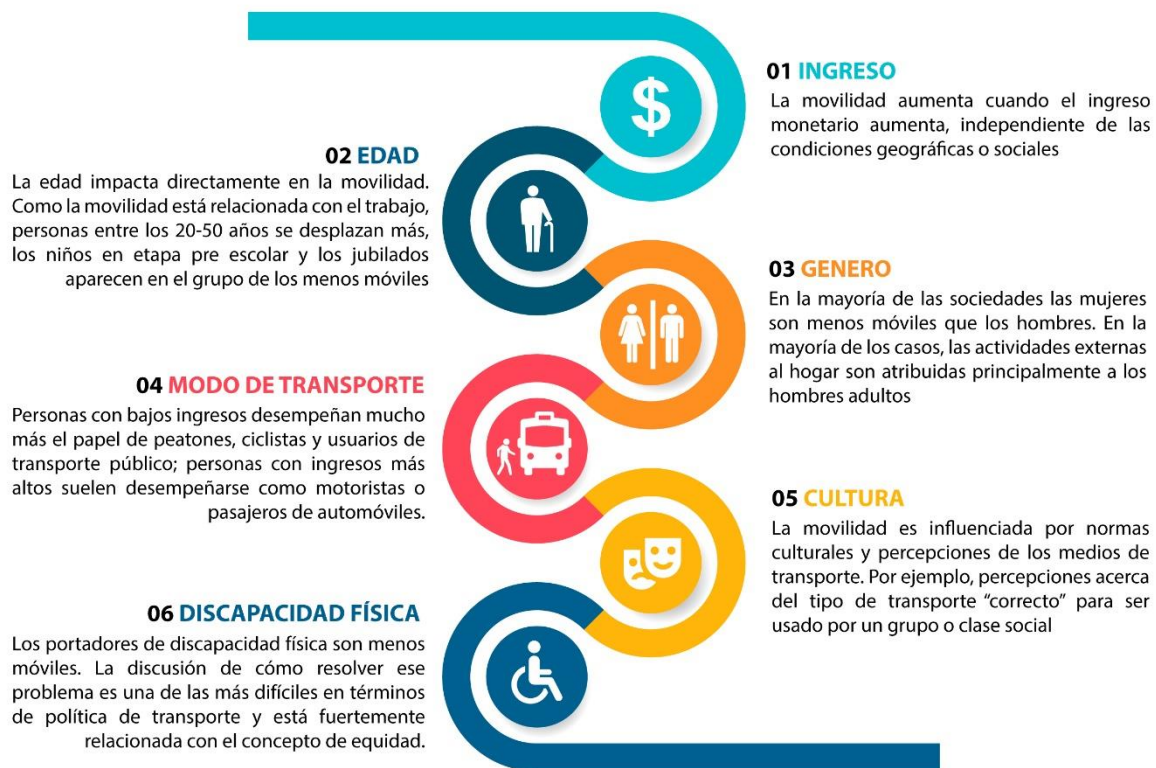 01 INGRESO
La movilidad aumenta cuando el ingreso
monetario aumenta, independiente de las
condiciones geográficas o sociales
02 EDAD
La edad impacta directamente en la movilidad.
Como la movilidad está relacionada con el trabajo,
personas entre los 20-50 años se desplazan más,
los niños en etapa pre escolar y los jubilados
aparecen en el grupo de los menos móviles
03 GENERO
En la mayoría de las sociedades las mujeres
son menos móviles que los hombres. En la
mayoría de los casos, las actividades externas
al hogar son atribuidas principalmente a los
hombres adultos
04 MODO DE TRANSPORTE
Personas con bajos ingresos desempeñan mucho
más el papel de peatones, ciclistas y usuarios de
transporte público; personas con ingresos más
altos suelen desempeñarse como motoristas o
pasajeros de automóviles.
05 CULTURA
La movilidad es influenciada por normas
culturales y percepciones de los medios de
transporte. Por ejemplo, percepciones acerca
del tipo de transporte “correcto” para ser
usado por un grupo o clase social
06 DISCAPACIDAD FÍSICA
Los portadores de discapacidad física son menos
móviles. La discusión de cómo resolver ese
problema es una de las más difíciles en términos
de política de transporte y está fuertemente
relacionada con el concepto de equidad.